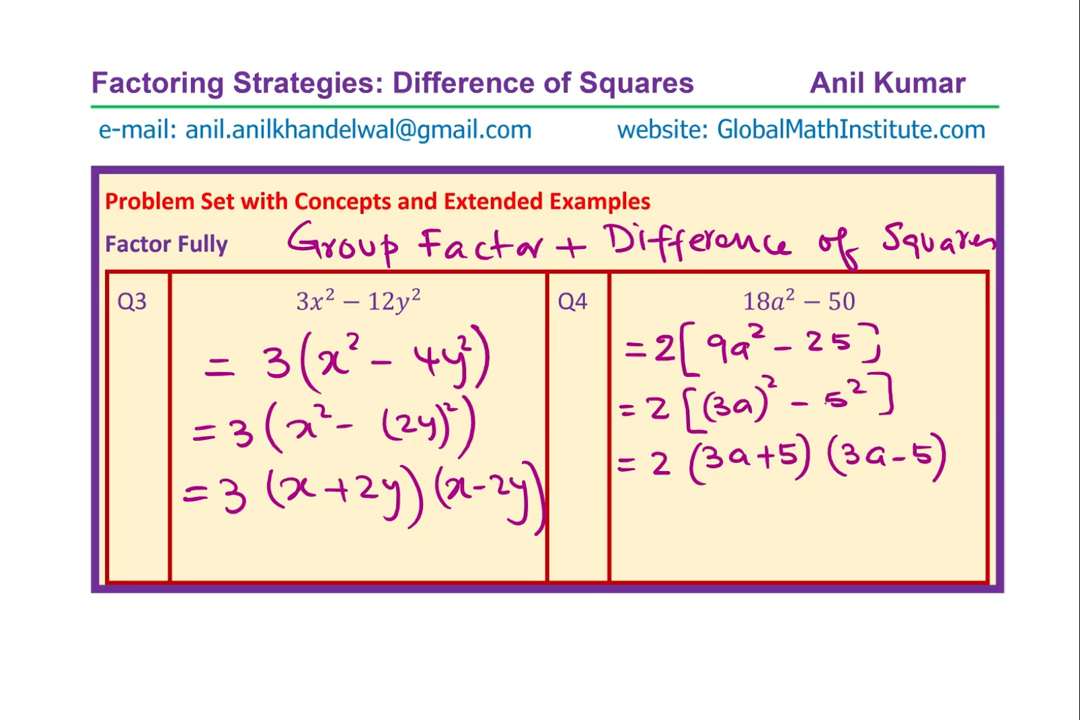 Factoring Strategies: Difference of Squares Anil Kumar
e-mail: anil.anilkhandelwal@gmail.com website: GlobalMathInstitute.com
Problem Set with Concepts and Extended Examples
Factor Fully Group Factor + Difference of Squares
Q3 3x² − 12y²
= 3(x² − 4y²)
= 3(x² − (2y)²)
= 3 (x+2y)(x−2y)
Q4 18a² − 50
= 2[9a² − 25]
= 2[(3a)² − 5²]
= 2 (3a+5)(3a−5)